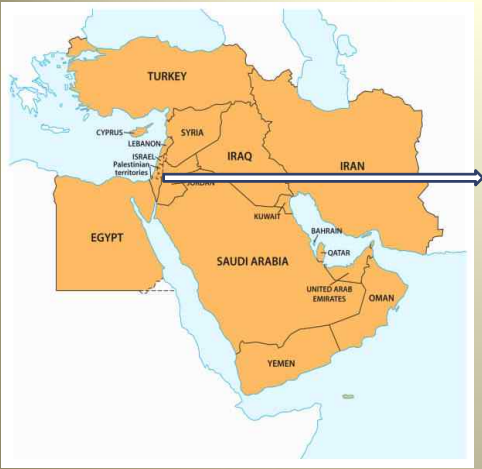 TURKEY
CYPRUS
SYRIA
LEBANON
ISRAEL
Palestinian
territories
IRAQ
IRAN
JORDAN
KUWAIT
BAHRAIN
EGYPT
QATAR
SAUDI ARABIA
UNITED ARAB
EMIRATES
OMAN
YEMEN